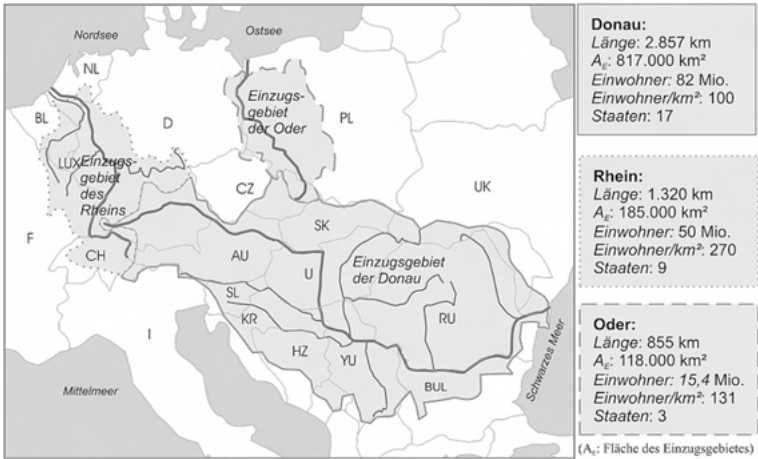 Nordsee
Ostsee
NL
BL
D
Einzugs-
gebiet
der Oder
PL
LUX
Einzugs-
gebiet
des
Rheins
CZ
UK
F
SK
CH
AU
U
Einzugsgebiet
der Donau
SL
KR
RU
HZ
YU
I
BUL
Mittelmeer
Schwarzes Meer
Donau:
Länge: 2.857 km
A_E: 817.000 km²
Einwohner: 82 Mio.
Einwohner/km²: 100
Staaten: 17
Rhein:
Länge: 1.320 km
A_E: 185.000 km²
Einwohner: 50 Mio.
Einwohner/km²: 270
Staaten: 9
Oder:
Länge: 855 km
A_E: 118.000 km²
Einwohner: 15,4 Mio.
Einwohner/km²: 131
Staaten: 3
(A_E: Fläche des Einzugsgebietes)